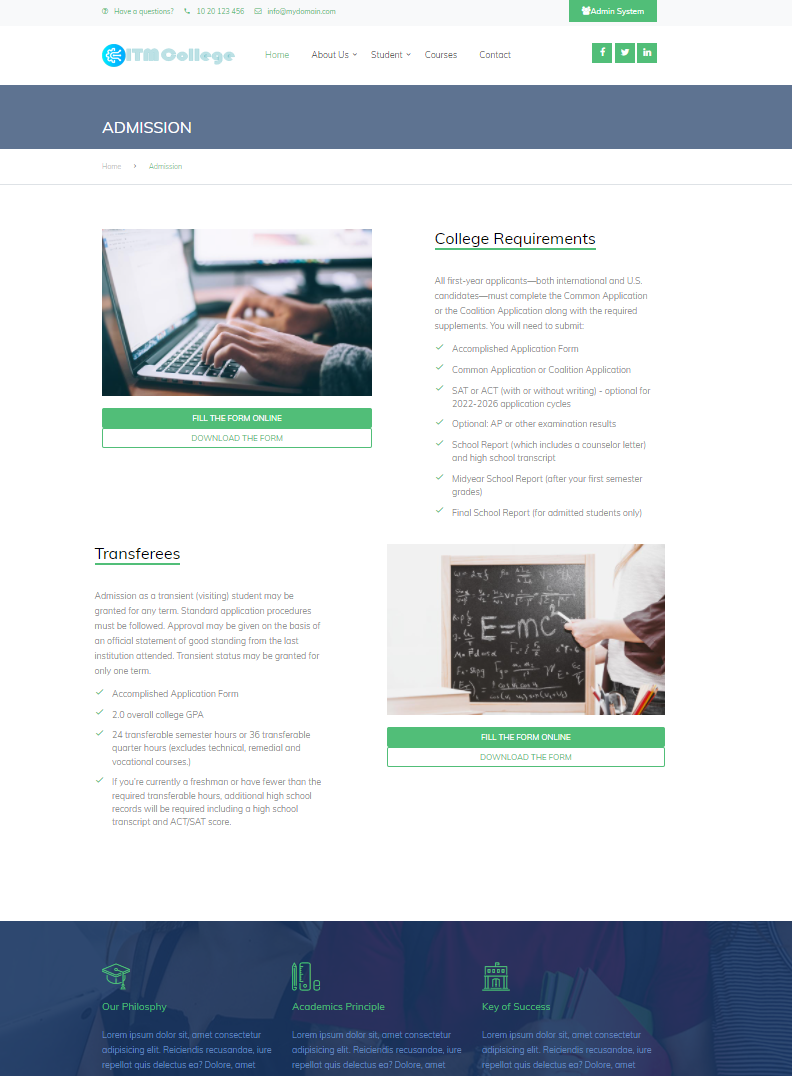 Have a questions? 10 20 123 456 info@mydomain.com Admin System
ITM College Home About Us Student Courses Contact
ADMISSION
Home > Admission
College Requirements
All first-year applicants—both international and U.S.
candidates—must complete the Common Application
or the Coalition Application along with the required
supplements. You will need to submit:
Accomplished Application Form
Common Application or Coalition Application
SAT or ACT (with or without writing) - optional for
2022-2026 application cycles
Optional: AP or other examination results
School Report (which includes a counselor letter)
and high school transcript
Midyear School Report (after your first semester
grades)
Final School Report (for admitted students only)
FILL THE FORM ONLINE
DOWNLOAD THE FORM
Transferees
Admission as a transient (visiting) student may be
granted for any term. Standard application procedures
must be followed. Approval may be given on the basis of
an official statement of good standing from the last
institution attended. Transient status may be granted for
only one term.
Accomplished Application Form
2.0 overall college GPA
24 transferable semester hours or 36 transferable
quarter hours (excludes technical, remedial and
vocational courses.)
If you're currently a freshman or have fewer than the
required transferable hours, additional high school
records will be required including a high school
transcript and ACT/SAT score.
E=mc²
FILL THE FORM ONLINE
DOWNLOAD THE FORM
Our Philosphy
Lorem ipsum dolor sit, amet consectetur
adipisicing elit. Reiciendis recusandae, iure
repellat quis delectus ea? Dolore, amet
Academics Principle
Lorem ipsum dolor sit, amet consectetur
adipisicing elit. Reiciendis recusandae, iure
repellat quis delectus ea? Dolore, amet
Key of Success
Lorem ipsum dolor sit, amet consectetur
adipisicing elit. Reiciendis recusandae, iure
repellat quis delectus ea? Dolore, amet